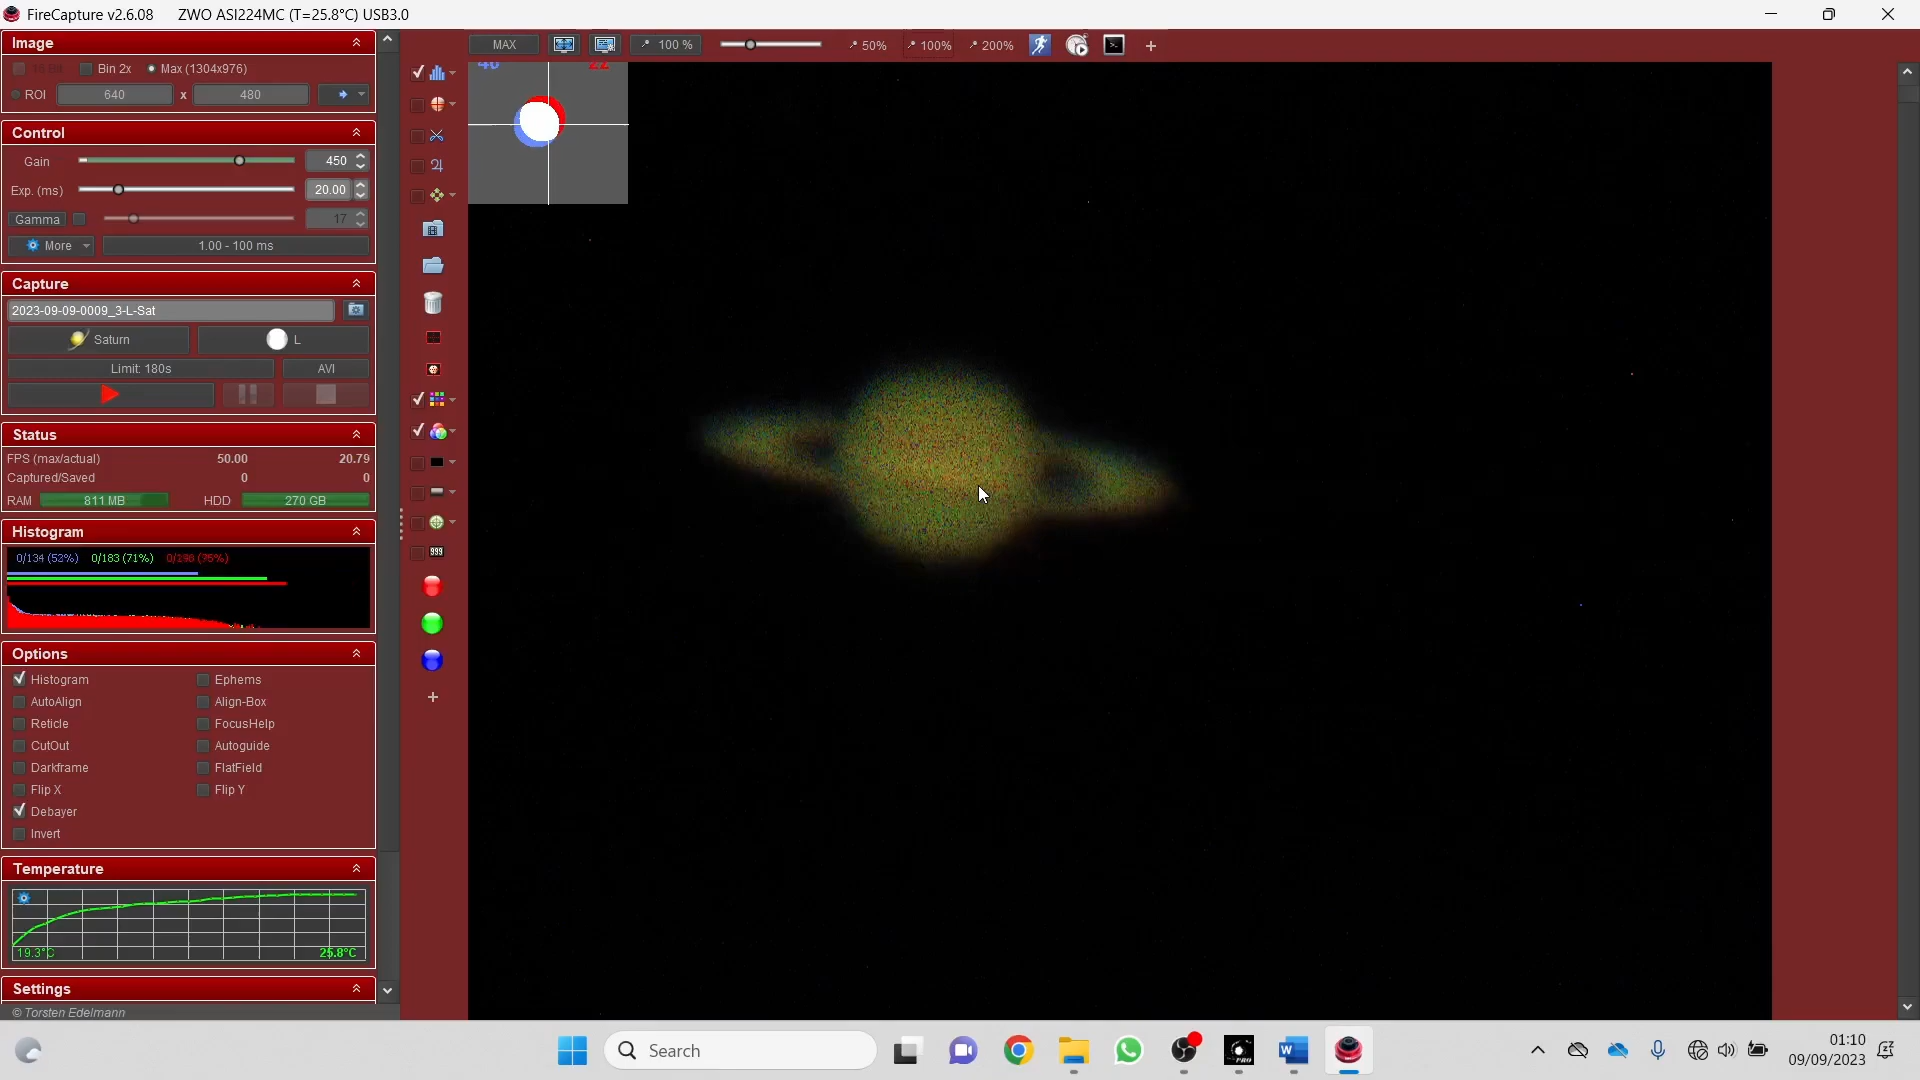 FireCapture v2.6.08 ZWO ASI224MC (T=25.8°C) USB3.0
Image
16 Bit Bin 2x Max (1304x976)
ROI 640 x 480
Control
Gain 450
Exp. (ms) 20.00
Gamma 17
More 1.00 - 100 ms
Capture
2023-09-09-0009_3-L-Sat
Saturn L
Limit: 180s AVI
Status
FPS (max/actual) 50.00 20.79
Captured/Saved 0 0
RAM 811 MB HDD 270 GB
Histogram
0/134 (52%) 0/183 (71%)
Options
Histogram Ephems
AutoAlign Align-Box
Reticle FocusHelp
CutOut Autoguide
Darkframe FlatField
Flip X Flip Y
Debayer
Invert
Temperature
19.3°C 25.8°C
Settings
© Torsten Edelmann
MAX 100 % 50% 100% 200%
22
999
PRO
Search
01:10
09/09/2023